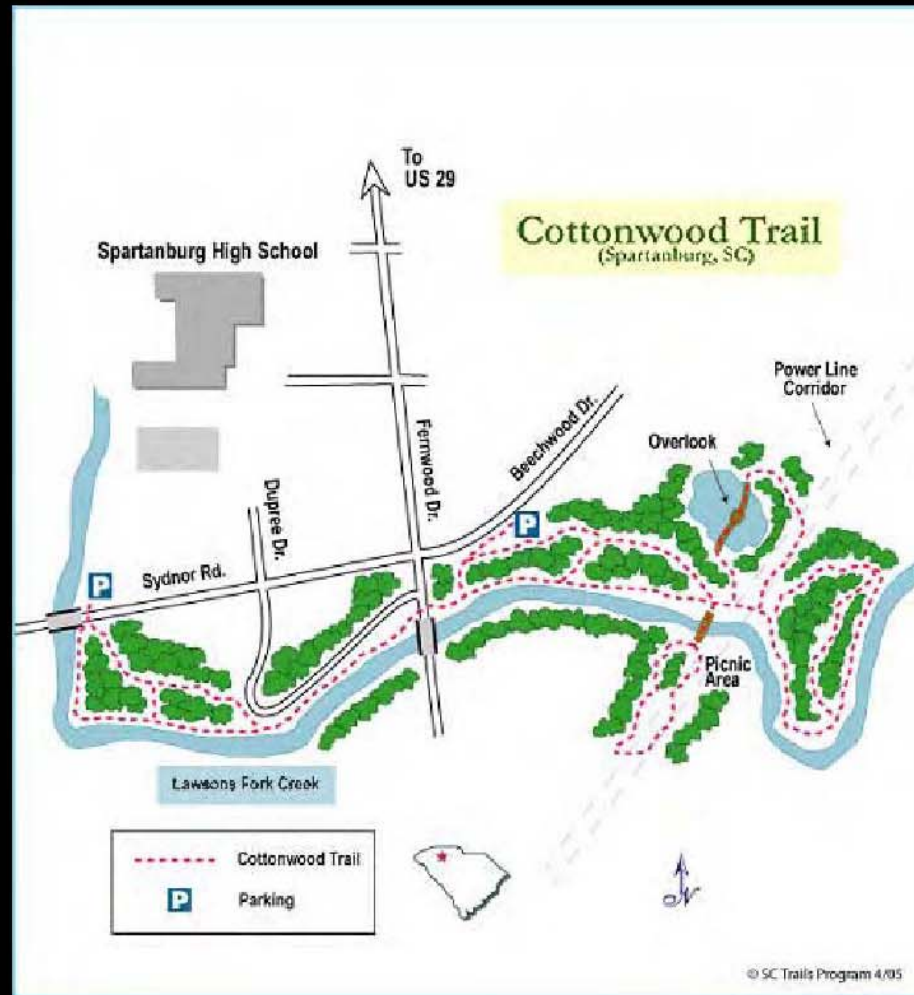 To
US 29
Cottonwood Trail
(Spartanburg, SC)
Spartanburg High School
Power Line
Corridor
Overlook
Beechwood Dr.
Fernwood Dr.
Dupree Dr.
P
P
Sydnor Rd.
Picnic
Area
Lawsons Fork Creek
Cottonwood Trail
P
Parking
N
© SC Trails Program 4/05